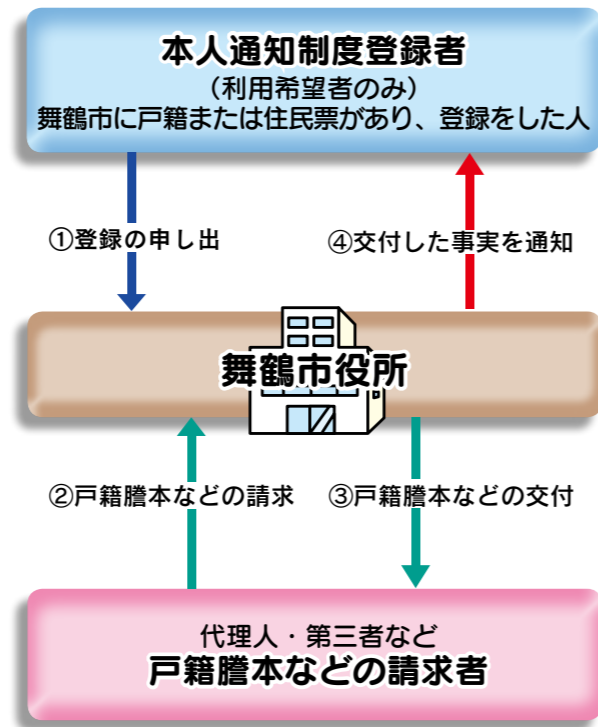 本人通知制度登録者
（利用希望者のみ）
舞鶴市に戸籍または住民票があり、登録をした人
①登録の申し出
④交付した事実を通知
舞鶴市役所
②戸籍謄本などの請求
③戸籍謄本などの交付
代理人・第三者など
戸籍謄本などの請求者